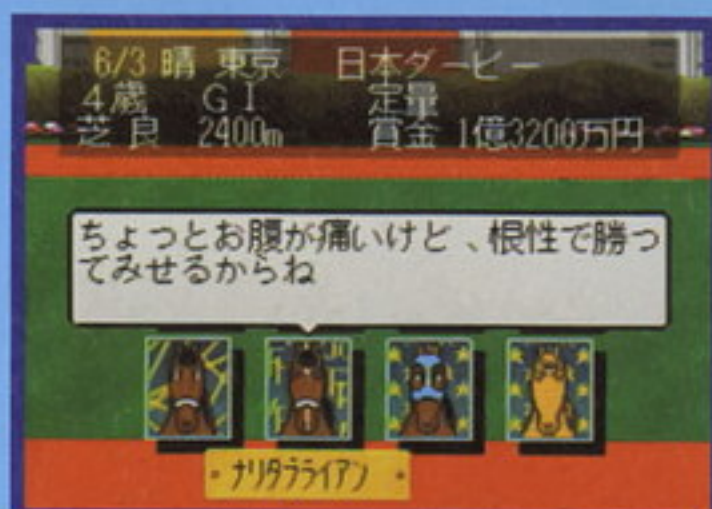 6/3 晴 東京 日本ダービー
4歳 GI 定量
芝 良 2400m 賞金 1億3200万円
ちょっとお腹が痛いけど、根性で勝っ
てみせるからね
・ナリタララライアン・